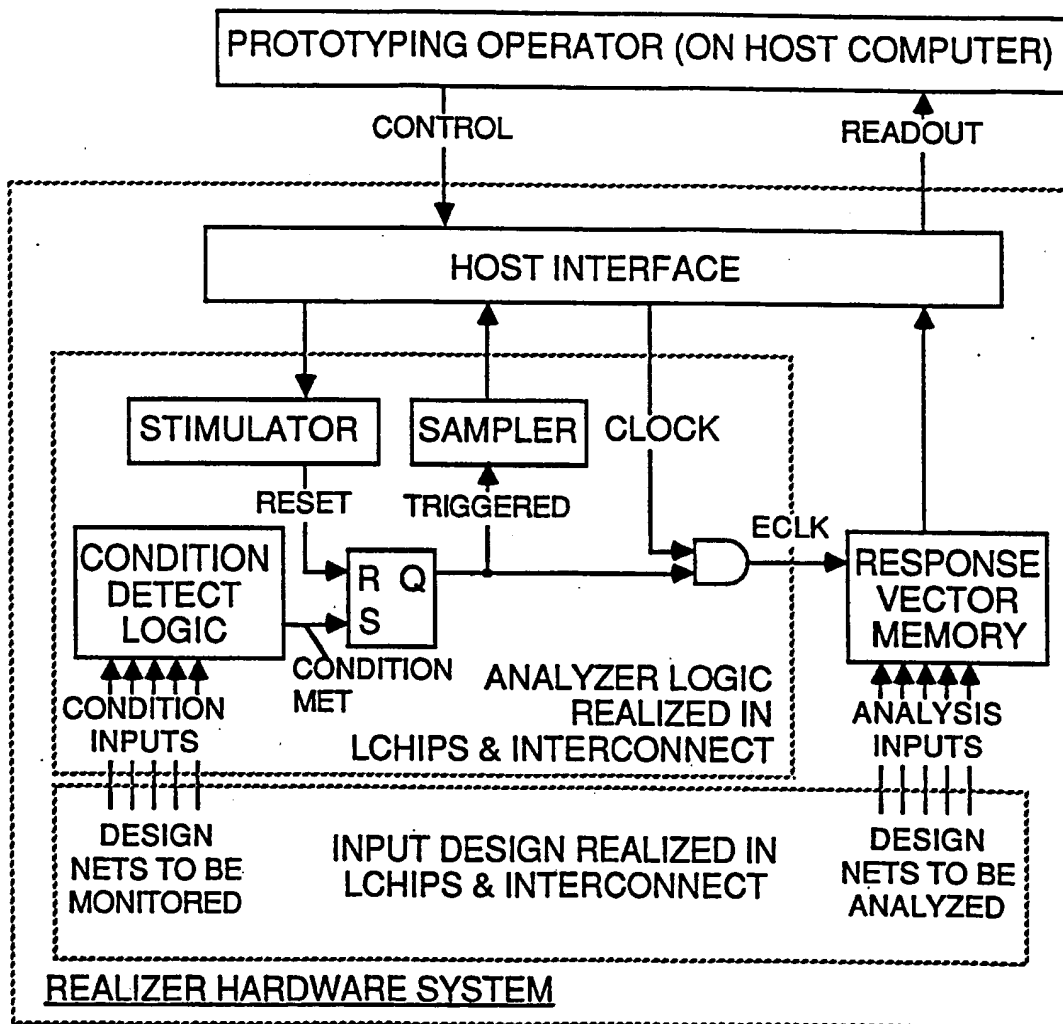 PROTOTYPING OPERATOR (ON HOST COMPUTER)
CONTROL
READOUT
HOST INTERFACE
STIMULATOR
SAMPLER
CLOCK
RESET
TRIGGERED
ECLK
CONDITION
DETECT
LOGIC
R Q
S
RESPONSE
VECTOR
MEMORY
CONDITION
MET
CONDITION
INPUTS
ANALYZER LOGIC
REALIZED IN
LCHIPS & INTERCONNECT
ANALYSIS
INPUTS
DESIGN
NETS TO BE
MONITORED
INPUT DESIGN REALIZED IN
LCHIPS & INTERCONNECT
DESIGN
NETS TO BE
ANALYZED
REALIZER HARDWARE SYSTEM